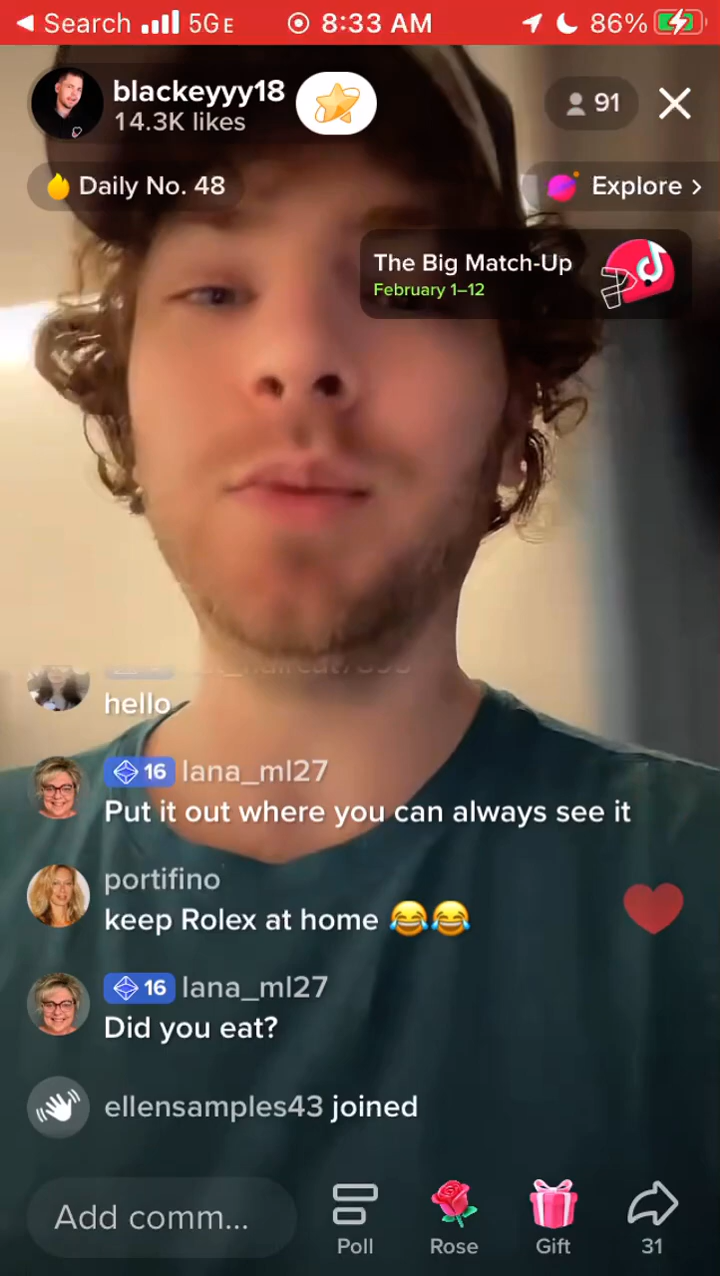 Search 5GE 8:33 AM 86%
blackeyyy18
14.3K likes
91
Daily No. 48
Explore >
The Big Match-Up
February 1–12
hello
16 lana_ml27
Put it out where you can always see it
portifino
keep Rolex at home 😂😂
16 lana_ml27
Did you eat?
ellensamples43 joined
Add comm...
Poll
Rose
Gift
31